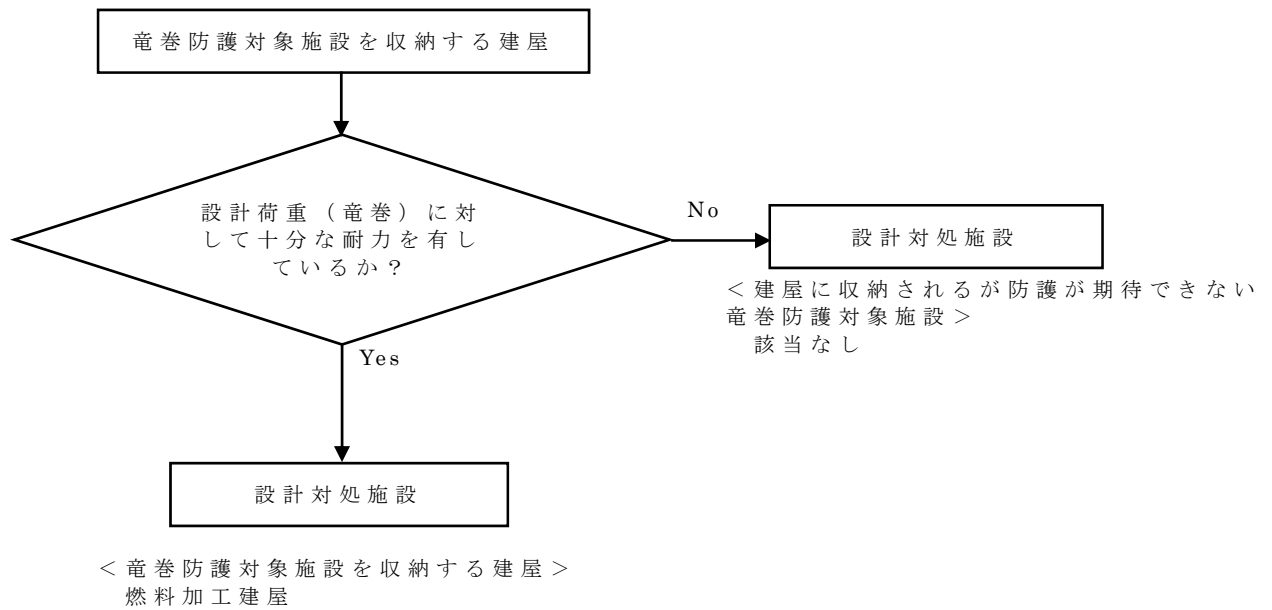 竜巻防護対象施設を収納する建屋
設計荷重（竜巻）に対
して十分な耐力を有し
ているか？
No
設計対処施設
＜建屋に収納されるが防護が期待できない
竜巻防護対象施設＞
該当なし
Yes
設計対処施設
＜竜巻防護対象施設を収納する建屋＞
燃料加工建屋